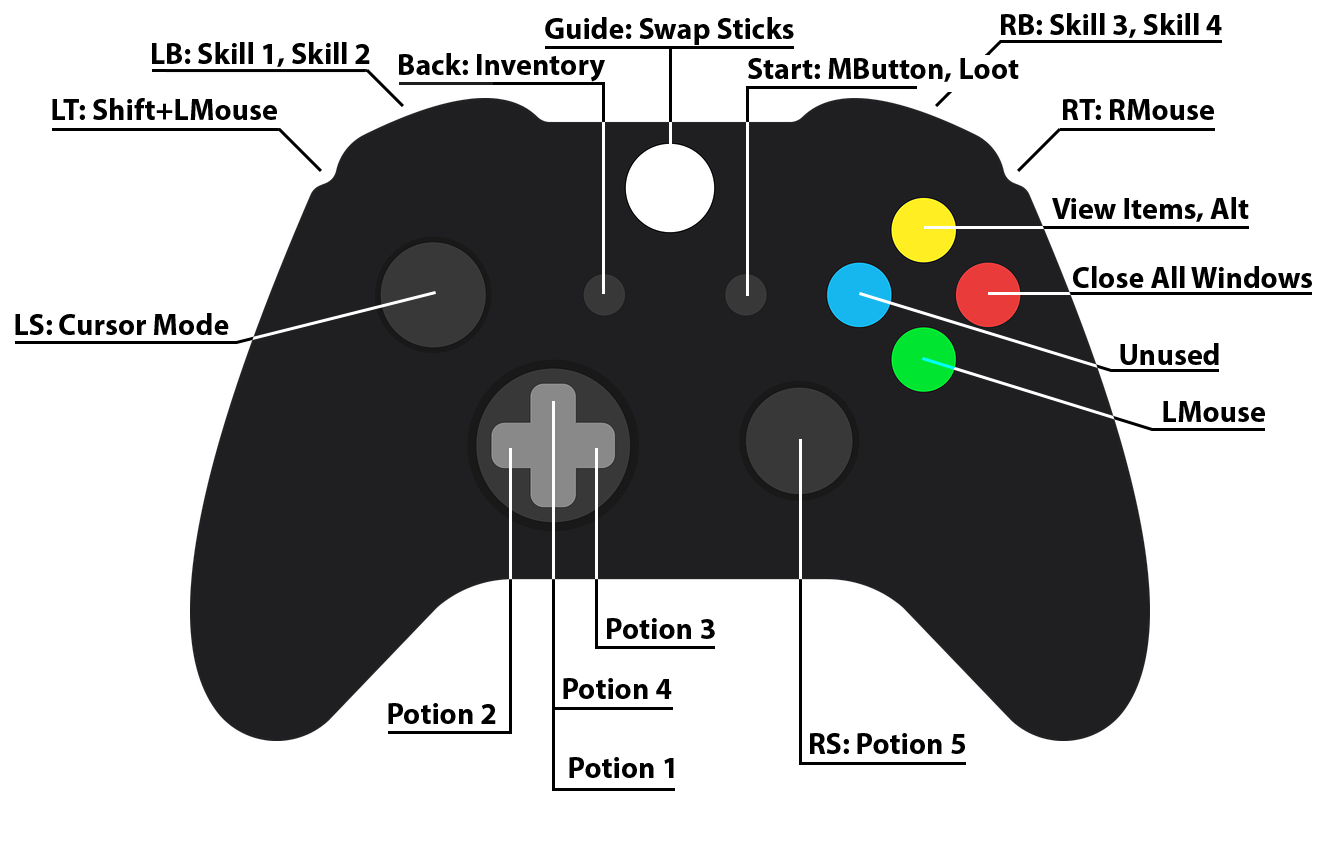 Guide: Swap Sticks
RB: Skill 3, Skill 4
LB: Skill 1, Skill 2
Back: Inventory
Start: MButton, Loot
LT: Shift+LMouse
RT: RMouse
View Items, Alt
Close All Windows
LS: Cursor Mode
Unused
LMouse
Potion 3
Potion 4
Potion 2
RS: Potion 5
Potion 1